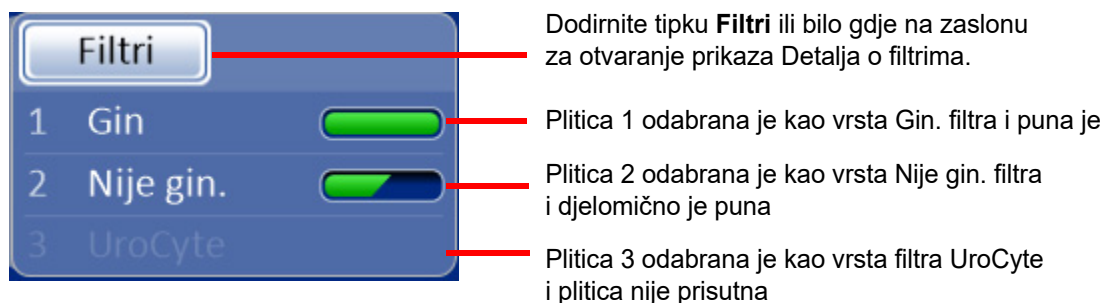 Filtri
1 Gin
2 Nije gin.
3 UroCyte
Dodirnite tipku Filtri ili bilo gdje na zaslonu
za otvaranje prikaza Detalja o filtrima.
Plitica 1 odabrana je kao vrsta Gin. filtra i puna je
Plitica 2 odabrana je kao vrsta Nije gin. filtra
i djelomično je puna
Plitica 3 odabrana je kao vrsta filtra UroCyte
i plitica nije prisutna